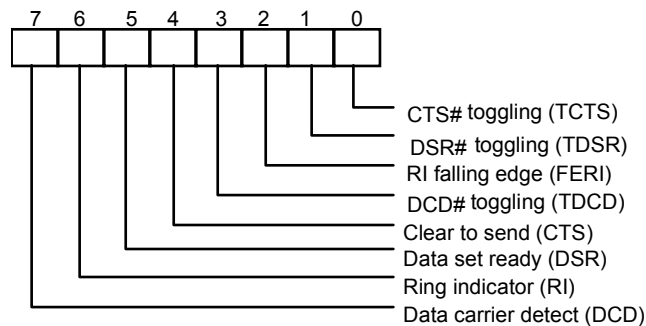 7 6 5 4 3 2 1 0
CTS# toggling (TCTS)
DSR# toggling (TDSR)
RI falling edge (FERI)
DCD# toggling (TDCD)
Clear to send (CTS)
Data set ready (DSR)
Ring indicator (RI)
Data carrier detect (DCD)